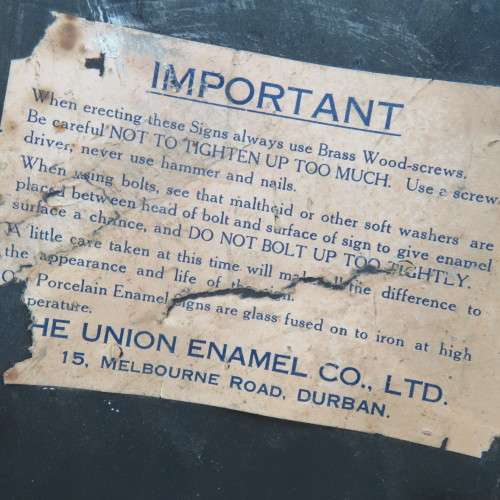 IMPORTANT
When erecting these Signs always use Brass Wood-screws.
Be careful NOT TO TIGHTEN UP TOO MUCH. Use a screw-
driver; never use hammer and nails.
When using bolts, see that malthoid or other soft washers are
placed between head of bolt and surface of sign to give enamel
surface a chance, and DO NOT BOLT UP TOO TIGHTLY.
A little care taken at this time will make all the difference to
the appearance and life of the
Our Porcelain Enamel Signs are glass fused on to iron at high
perature.
HE UNION ENAMEL CO., LTD.
15, MELBOURNE ROAD, DURBAN.